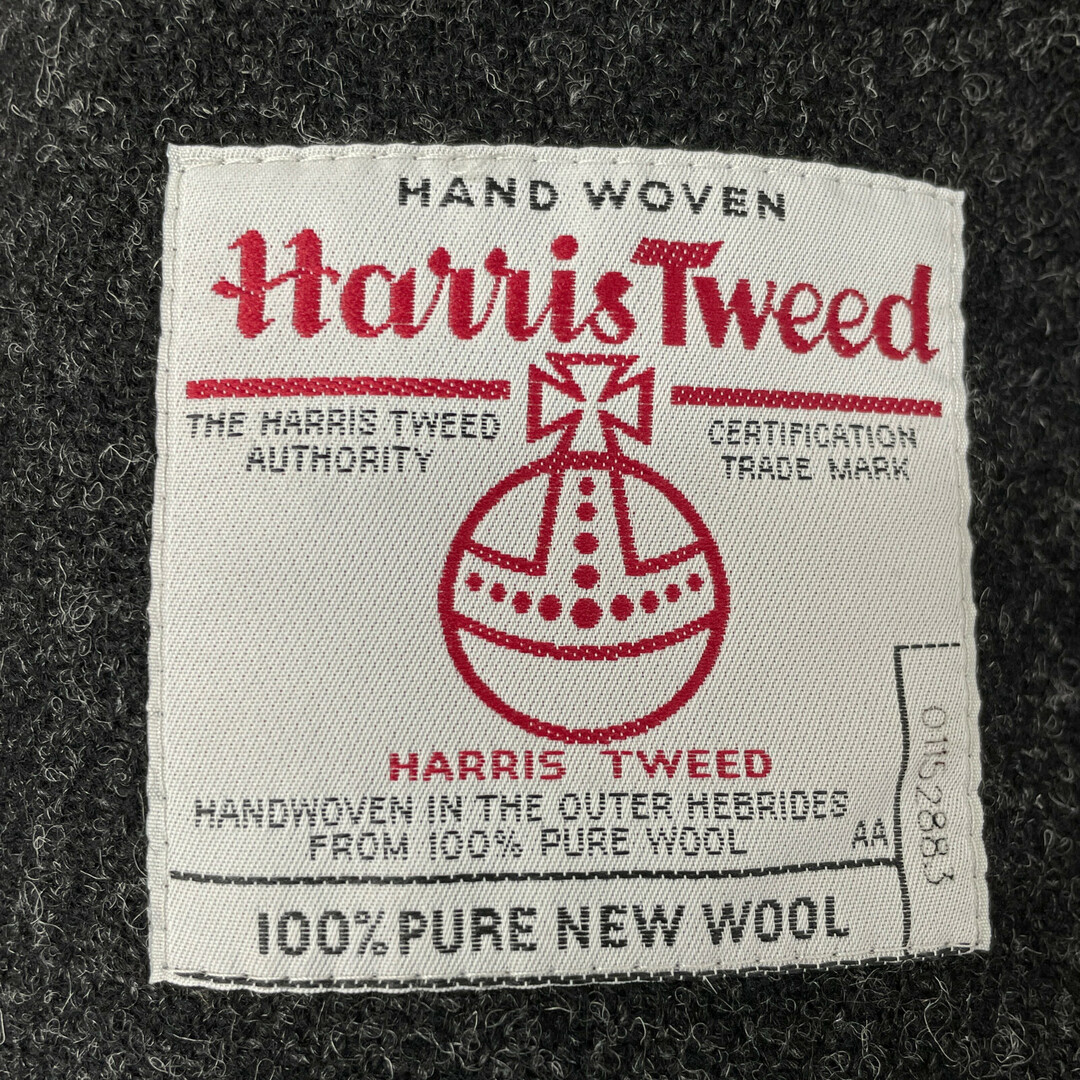 HAND WOVEN
Harris Tweed
THE HARRIS TWEED
AUTHORITY
CERTIFICATION
TRADE MARK
HARRIS TWEED
HANDWOVEN IN THE OUTER HEBRIDES
FROM 100% PURE WOOL
AA
100% PURE NEW WOOL